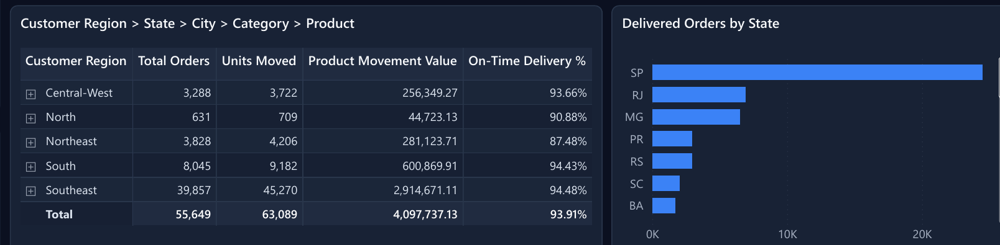 Customer Region > State > City > Category > Product
Customer Region Total Orders Units Moved Product Movement Value On-Time Delivery %
Central-West 3,288 3,722 256,349.27 93.66%
North 631 709 44,723.13 90.88%
Northeast 3,828 4,206 281,123.71 87.48%
South 8,045 9,182 600,869.91 94.43%
Southeast 39,857 45,270 2,914,671.11 94.48%
Total 55,649 63,089 4,097,737.13 93.91%
Delivered Orders by State
SP
RJ
MG
PR
RS
SC
BA
0K 10K 20K